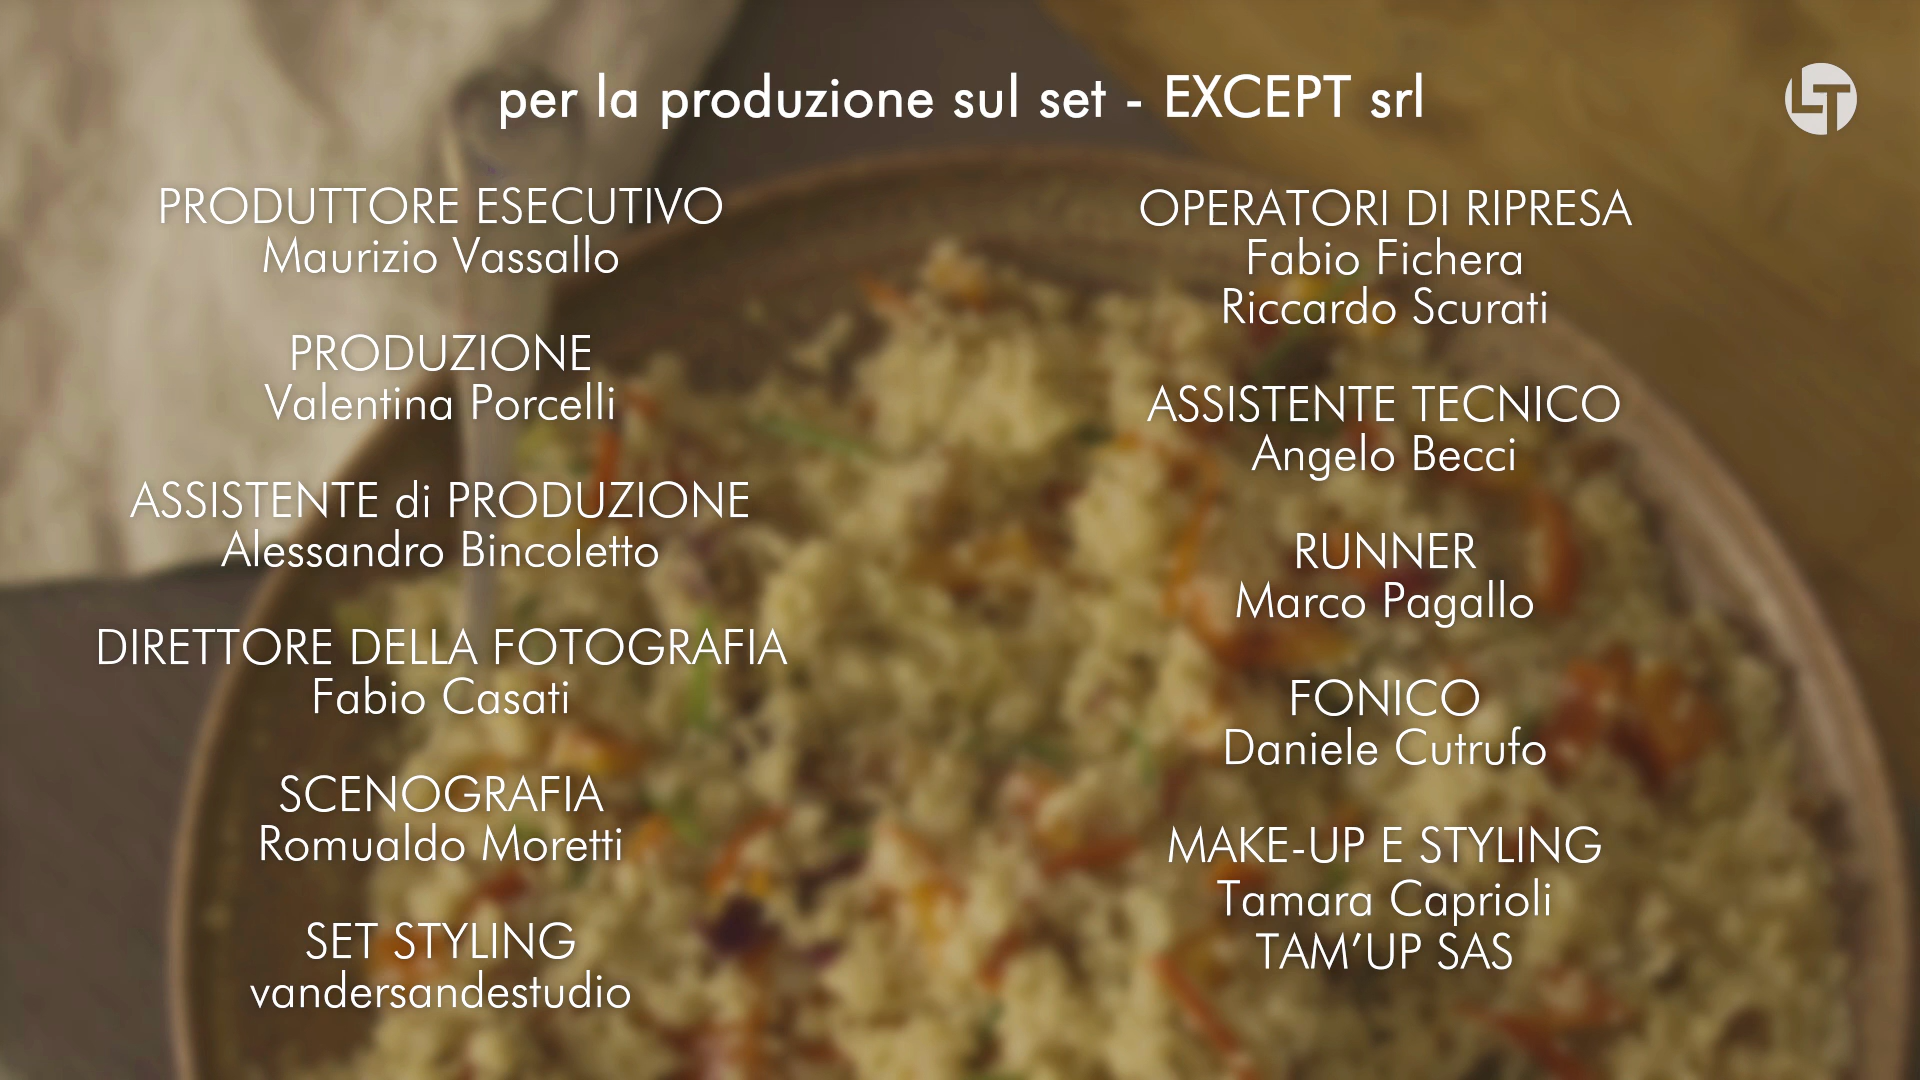 per la produzione sul set - EXCEPT srl
LT
PRODUTTORE ESECUTIVO
Maurizio Vassallo
PRODUZIONE
Valentina Porcelli
ASSISTENTE di PRODUZIONE
Alessandro Bincoletto
DIRETTORE DELLA FOTOGRAFIA
Fabio Casati
SCENOGRAFIA
Romualdo Moretti
SET STYLING
vandersandestudio
OPERATORI DI RIPRESA
Fabio Fichera
Riccardo Scurati
ASSISTENTE TECNICO
Angelo Becci
RUNNER
Marco Pagallo
FONICO
Daniele Cutrufo
MAKE-UP E STYLING
Tamara Caprioli
TAM’UP SAS